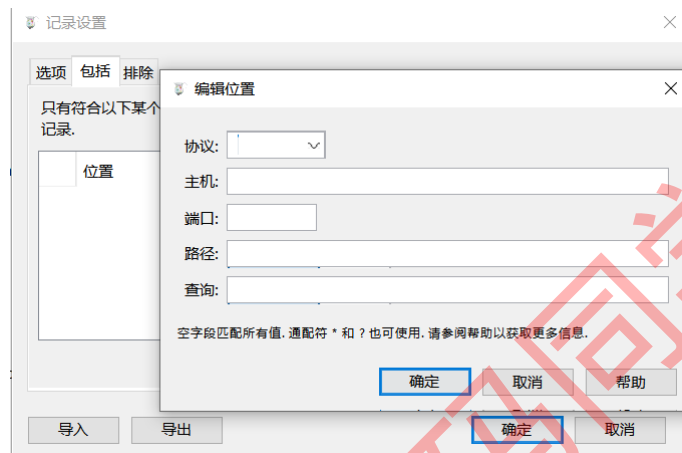 记录设置
选项 包括 排除
编辑位置
只有符合以下某个
记录.
位置
协议:
主机:
端口:
路径:
查询:
空字段匹配所有值. 通配符 * 和 ? 也可使用. 请参阅帮助以获取更多信息.
确定 取消 帮助
导入 导出 确定 取消